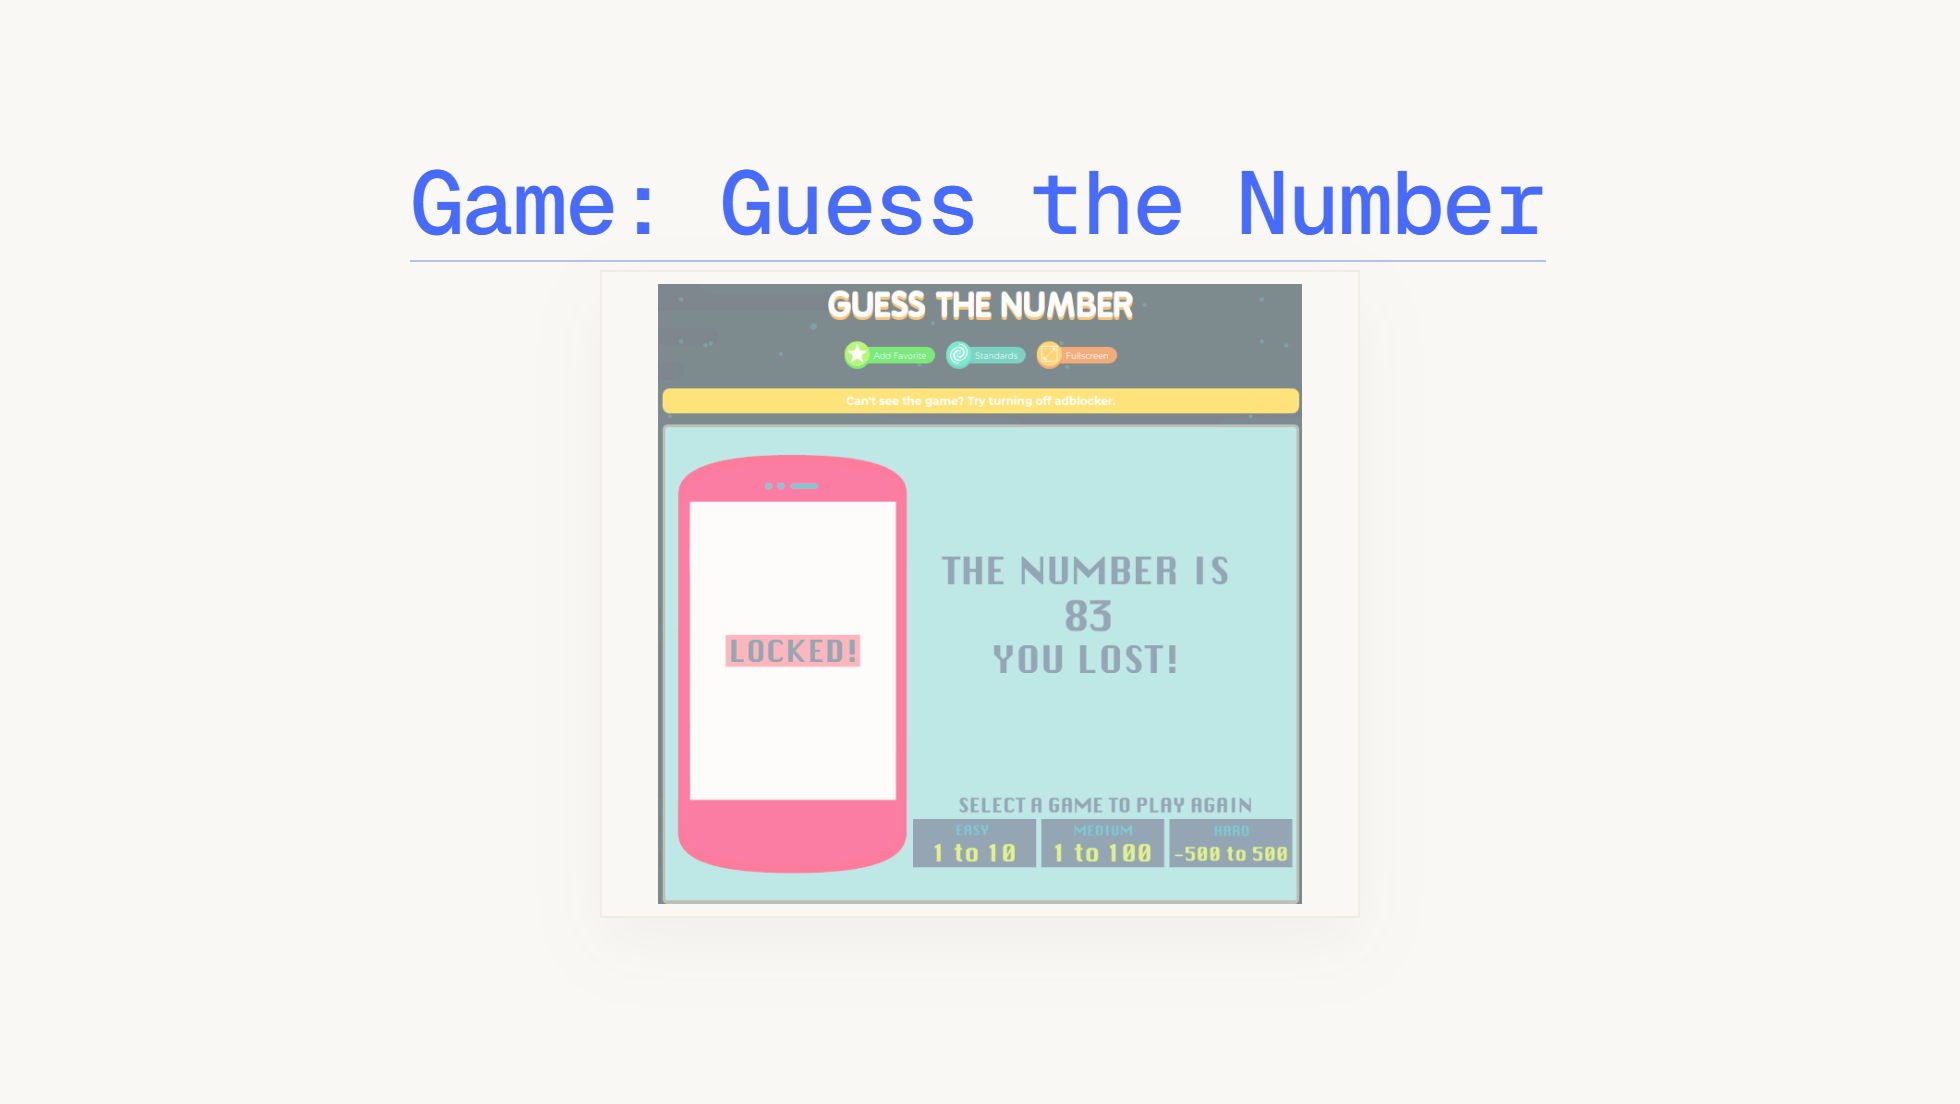 Game: Guess the Number
GUESS THE NUMBER
Add Favorite
Standards
Fullscreen
Can't see the game? Try turning off adblocker.
THE NUMBER IS
83
YOU LOST!
LOCKED!
SELECT A GAME TO PLAY AGAIN
EASY
1 to 10
MEDIUM
1 to 100
HARD
-500 to 500